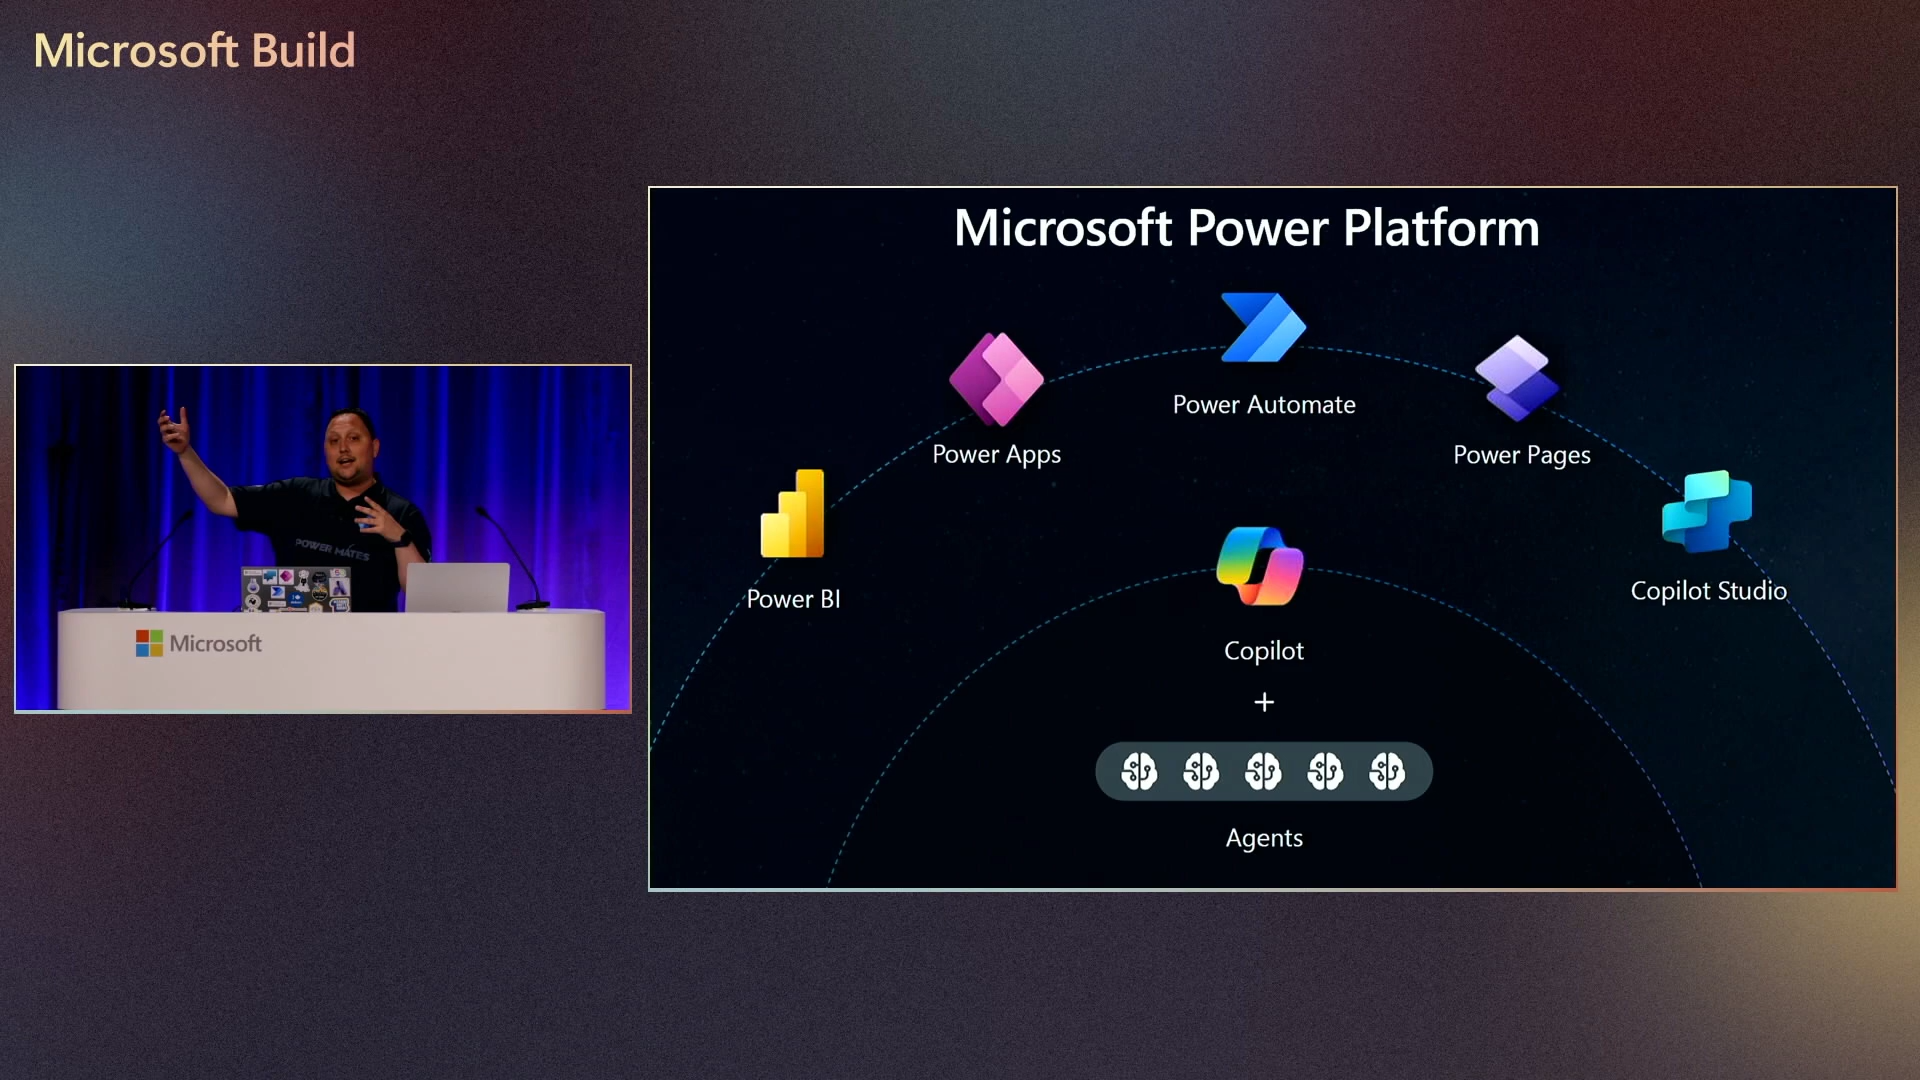 Microsoft Build
Microsoft Power Platform
Power Automate
Power Apps
Power Pages
Power BI
Copilot Studio
Copilot
+
Agents
POWER MATES
Microsoft